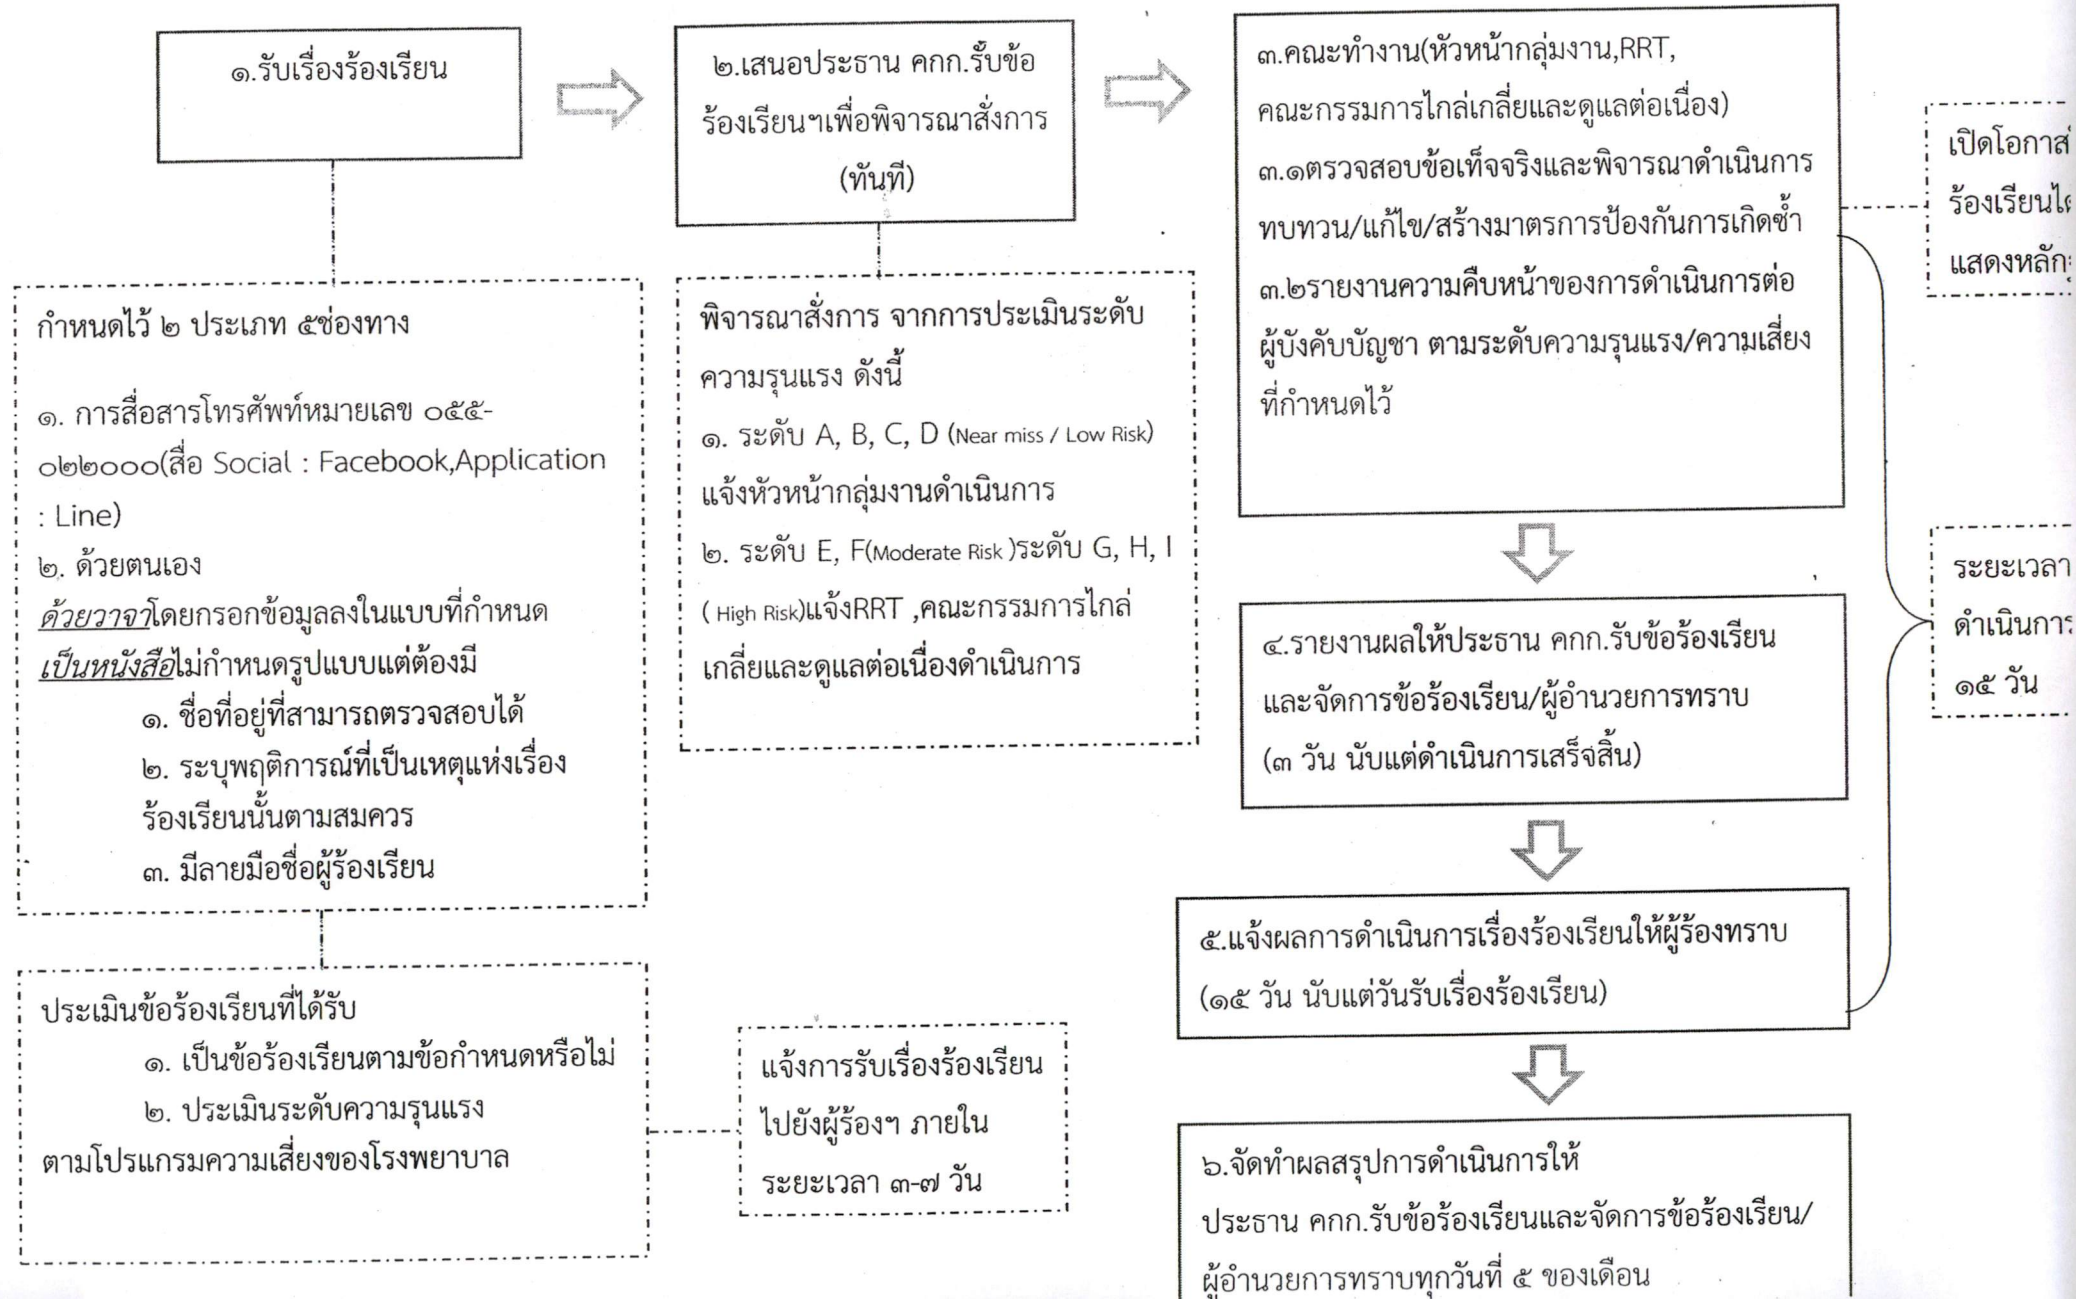 ๑.รับเรื่องร้องเรียน
๒.เสนอประธาน คกก.รับข้อ
ร้องเรียนฯเพื่อพิจารณาสั่งการ
(ทันที)
๓.คณะทำงาน(หัวหน้ากลุ่มงาน,RRT,
คณะกรรมการไกล่เกลี่ยและดูแลต่อเนื่อง)
๓.๑ตรวจสอบข้อเท็จจริงและพิจารณาดำเนินการ
ทบทวน/แก้ไข/สร้างมาตรการป้องกันการเกิดซ้ำ
๓.๒รายงานความคืบหน้าของการดำเนินการต่อ
ผู้บังคับบัญชา ตามระดับความรุนแรง/ความเสี่ยง
ที่กำหนดไว้
เปิดโอกาส
ร้องเรียน
แสดง
กำหนดไว้ ๒ ประเภท ๕ช่องทาง
๑. การสื่อสารโทรศัพท์หมายเลข ๐๕๕-
๐๒๒๐๐๐(สื่อ Social : Facebook,Application
: Line)
๒. ด้วยตนเอง
ด้วยวาจาโดยกรอกข้อมูลลงในแบบที่กำหนด
เป็นหนังสือไม่กำหนดรูปแบบแต่ต้องมี
๑. ชื่อที่อยู่ที่สามารถตรวจสอบได้
๒. ระบุพฤติการณ์ที่เป็นเหตุแห่งเรื่อง
ร้องเรียนนั้นตามสมควร
๓. มีลายมือชื่อผู้ร้องเรียน
พิจารณาสั่งการ จากการประเมินระดับ
ความรุนแรง ดังนี้
๑. ระดับ A, B, C, D (Near miss / Low Risk)
แจ้งหัวหน้ากลุ่มงานดำเนินการ
๒. ระดับ E, F(Moderate Risk )ระดับ G, H, I
( High Risk)แจ้งRRT ,คณะกรรมการไกล่
เกลี่ยและดูแลต่อเนื่องดำเนินการ
ระยะเวลา
ดำเนินการ
๑๕ วัน
๔.รายงานผลให้ประธาน คกก.รับข้อร้องเรียน
และจัดการข้อร้องเรียน/ผู้อำนวยการทราบ
(๓ วัน นับแต่ดำเนินการเสร็จสิ้น)
๕.แจ้งผลการดำเนินการเรื่องร้องเรียนให้ผู้ร้องทราบ
(๑๕ วัน นับแต่วันรับเรื่องร้องเรียน)
ประเมินข้อร้องเรียนที่ได้รับ
๑. เป็นข้อร้องเรียนตามข้อกำหนดหรือไม่
๒. ประเมินระดับความรุนแรง
ตามโปรแกรมความเสี่ยงของโรงพยาบาล
แจ้งการรับเรื่องร้องเรียน
ไปยังผู้ร้องฯ ภายใน
ระยะเวลา ๓-๗ วัน
๖.จัดทำผลสรุปการดำเนินการให้
ประธาน คกก.รับข้อร้องเรียนและจัดการข้อร้องเรียน/
ผู้อำนวยการทราบทุกวันที่ ๕ ของเดือน